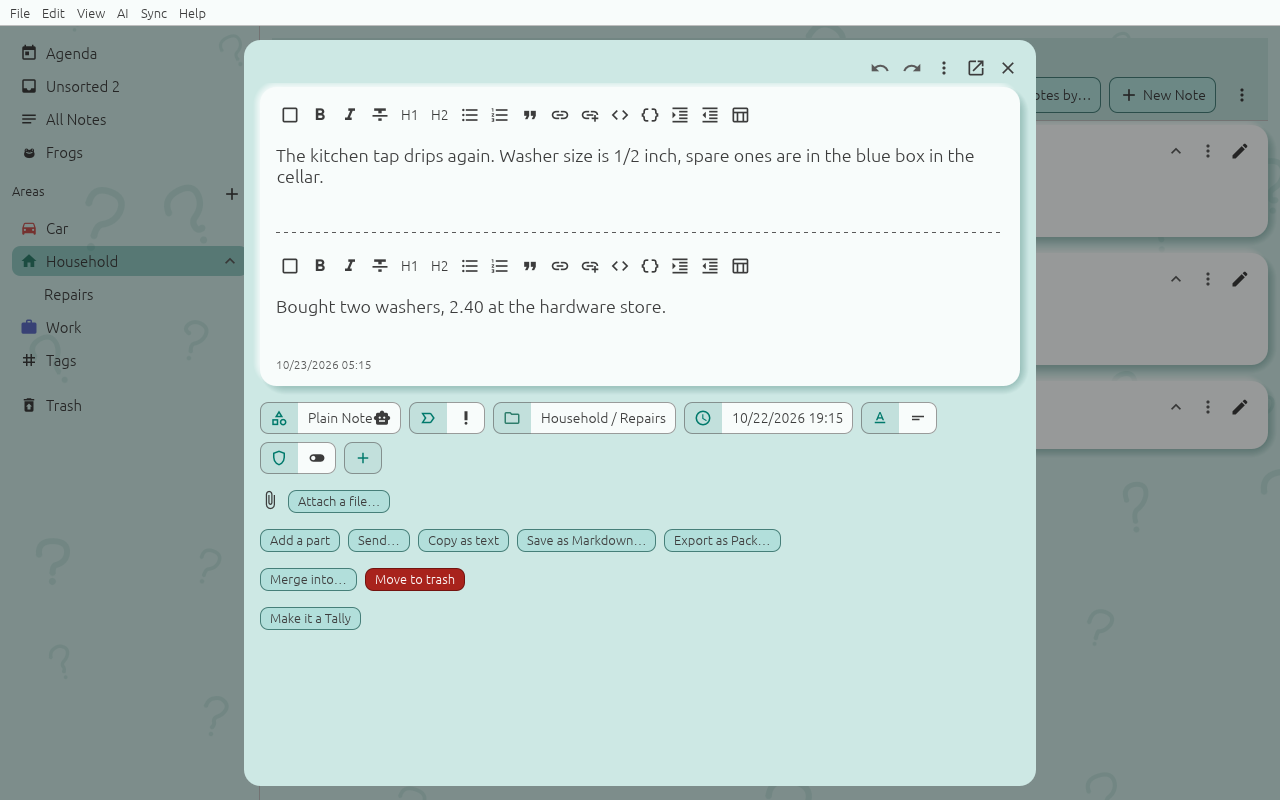 File Edit View AI Sync Help
Agenda
Unsorted 2
All Notes
Frogs
Areas
Car
Household
Repairs
Work
Tags
Trash
otes by…
New Note
H1 H2
The kitchen tap drips again. Washer size is 1/2 inch, spare ones are in the blue box in the
cellar.
H1 H2
Bought two washers, 2.40 at the hardware store.
10/23/2026 05:15
Plain Note
Household / Repairs
10/22/2026 19:15
Attach a file…
Add a part
Send…
Copy as text
Save as Markdown…
Export as Pack…
Merge into…
Move to trash
Make it a Tally